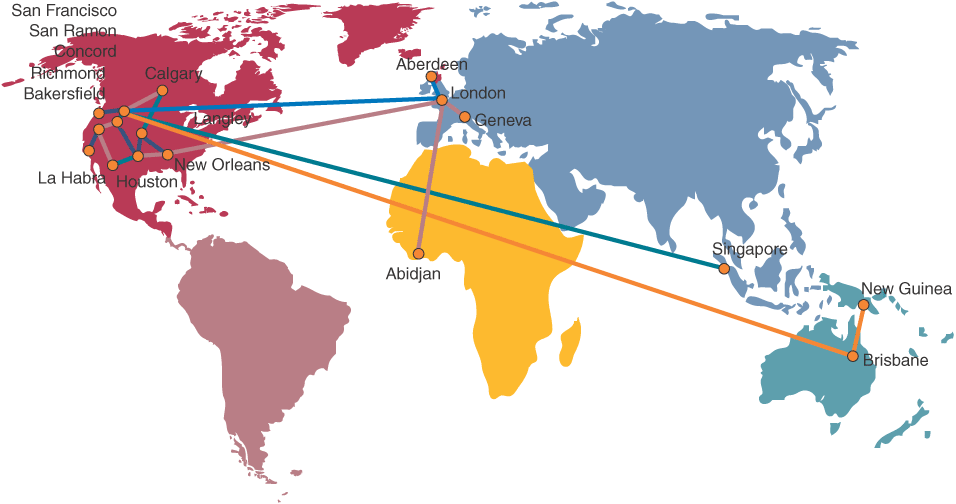 San Francisco
San Ramon
Concord
Richmond
Bakersfield
Calgary
Langley
La Habra
Houston
New Orleans
Aberdeen
London
Geneva
Abidjan
Singapore
New Guinea
Brisbane